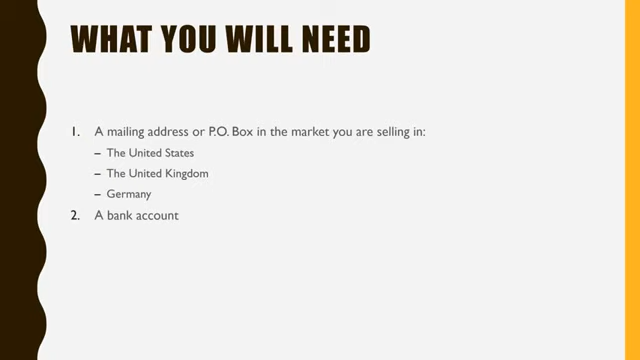 WHAT YOU WILL NEED
1. A mailing address or P.O. Box in the market you are selling in:
– The United States
– The United Kingdom
– Germany
2. A bank account